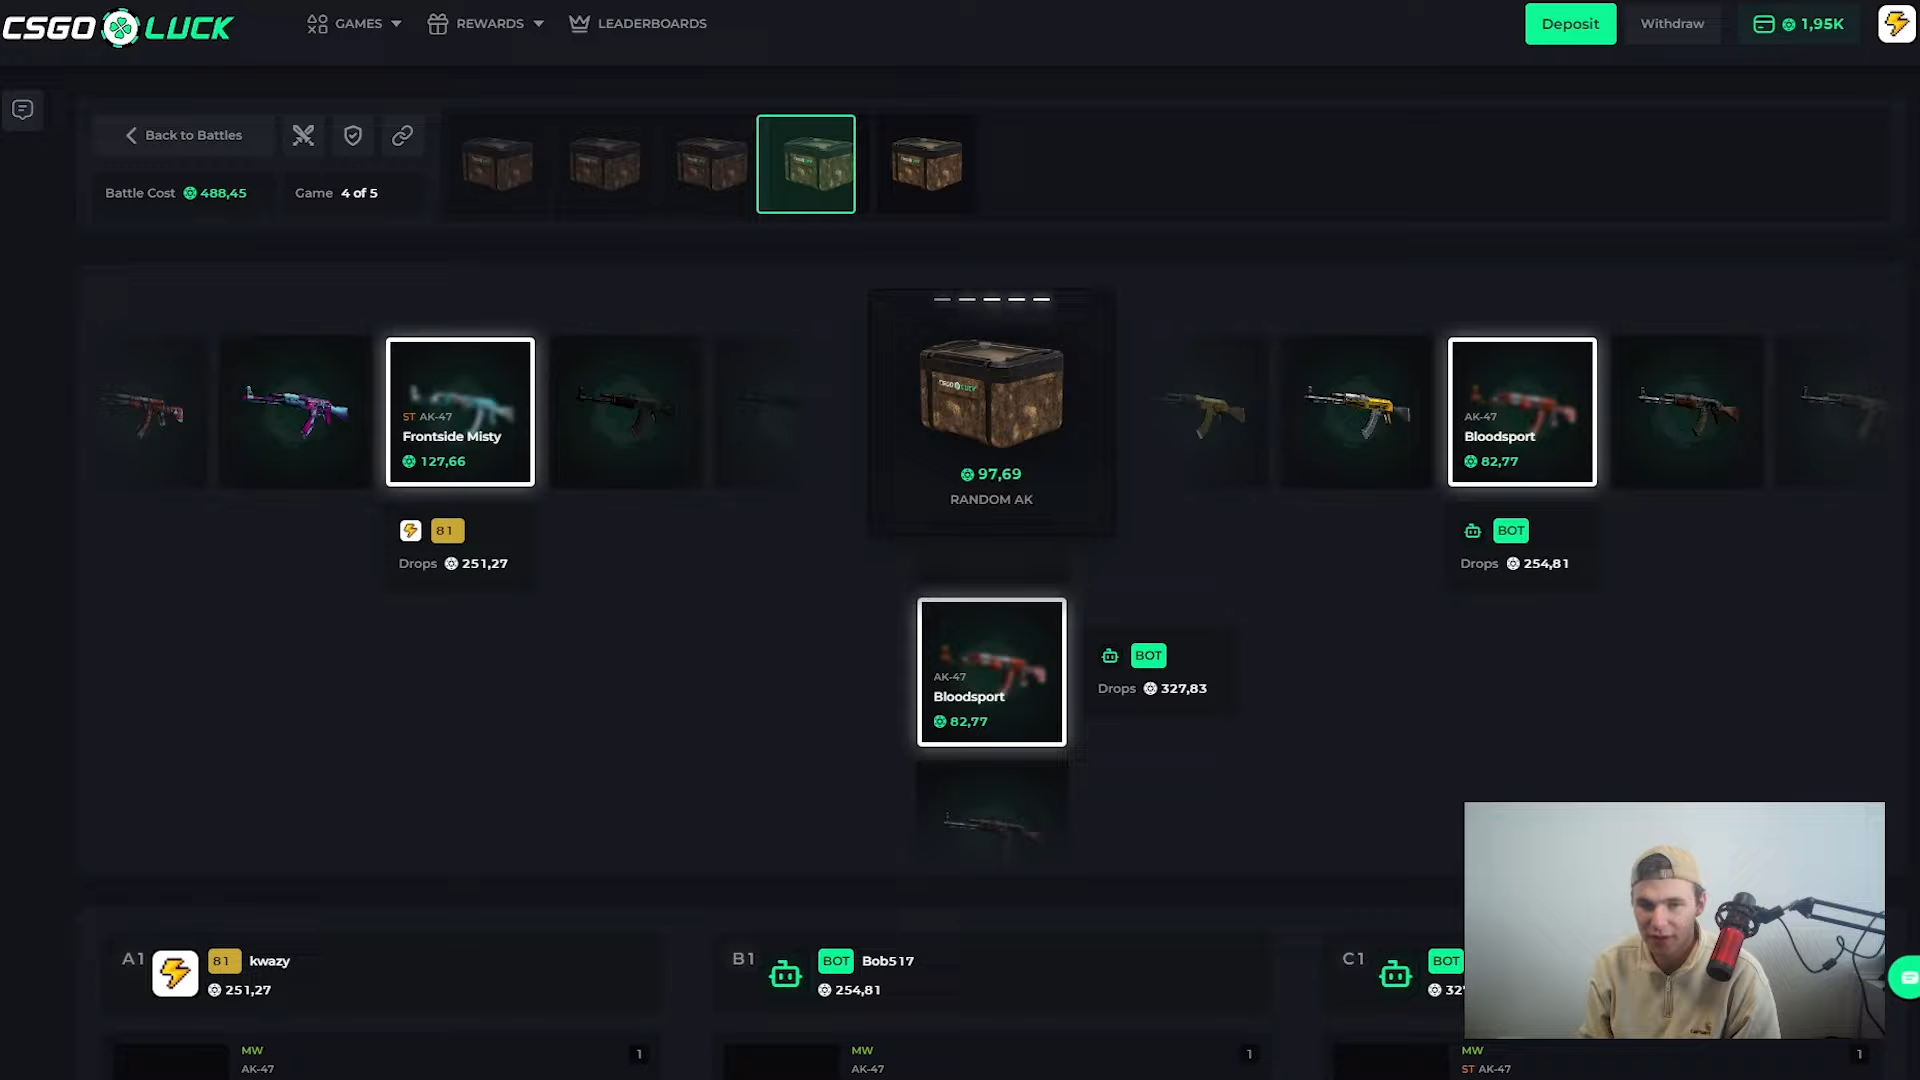 CSGO LUCK
GAMES
REWARDS
LEADERBOARDS
Deposit
Withdraw
1,95K
Back to Battles
Battle Cost 488,45
Game 4 of 5
ST AK-47
Frontside Misty
127,66
81
Drops 251,27
CSGO LUCK
97,69
RANDOM AK
AK-47
Bloodsport
82,77
BOT
Drops 254,81
AK-47
Bloodsport
82,77
BOT
Drops 327,83
A1
81 kwazy
251,27
B1
BOT Bob517
254,81
C1
BOT
32
MW
AK-47
1
MW
AK-47
1
MW
ST AK-47
1